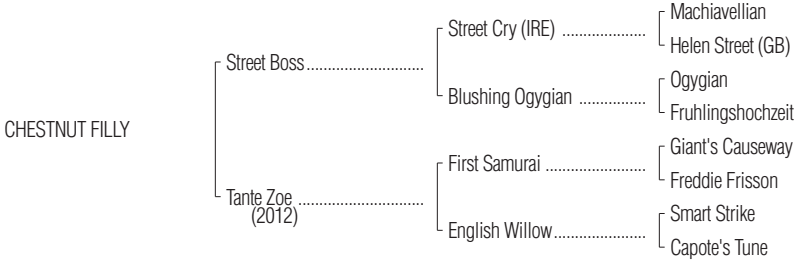 CHESTNUT FILLY
Street Boss
Tante Zoe
(2012)
Street Cry (IRE)
Blushing Ogygian
First Samurai
English Willow
Machiavellian
Helen Street (GB)
Ogygian
Fruhlingshochzeit
Giant's Causeway
Freddie Frisson
Smart Strike
Capote's Tune